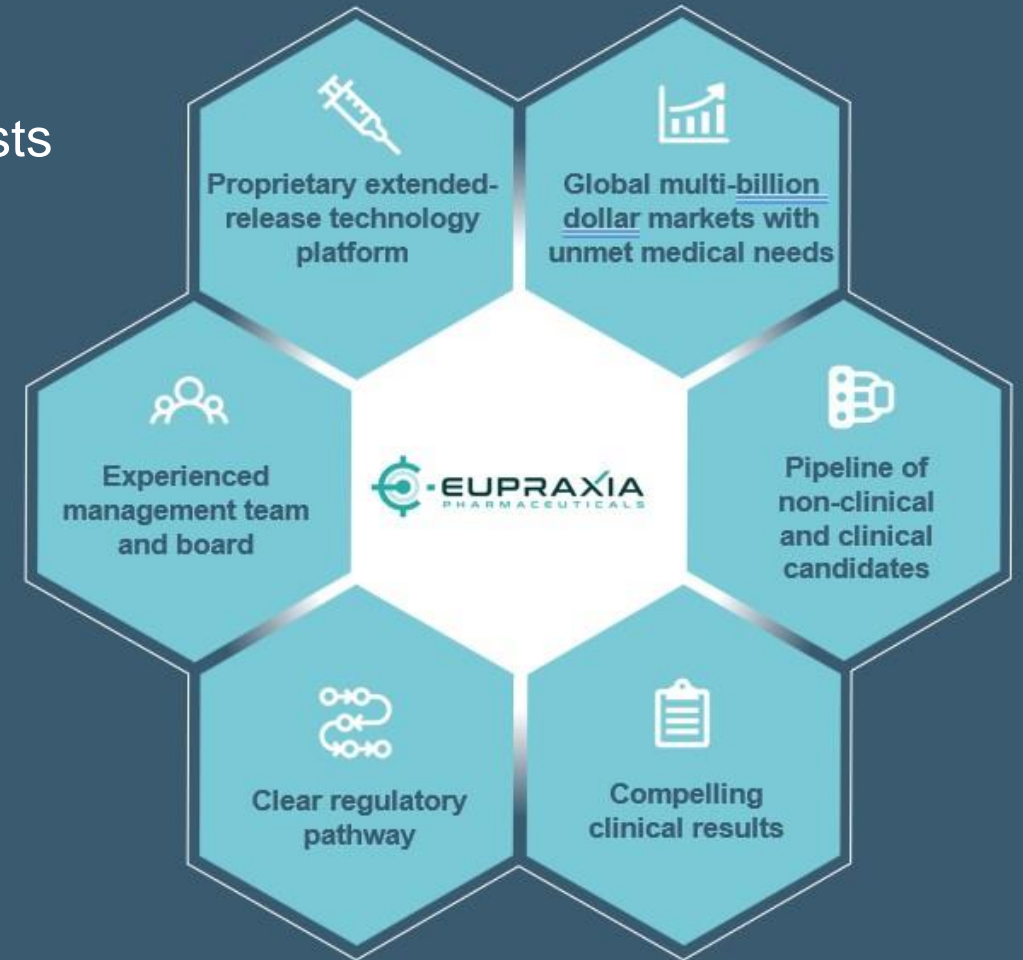 sts
Proprietary extended-
release technology
platform
Global multi-billion
dollar markets with
unmet medical needs
Experienced
management team
and board
EUPRAXIA
PHARMACEUTICALS
Pipeline of
non-clinical
and clinical
candidates
Clear regulatory
pathway
Compelling
clinical results